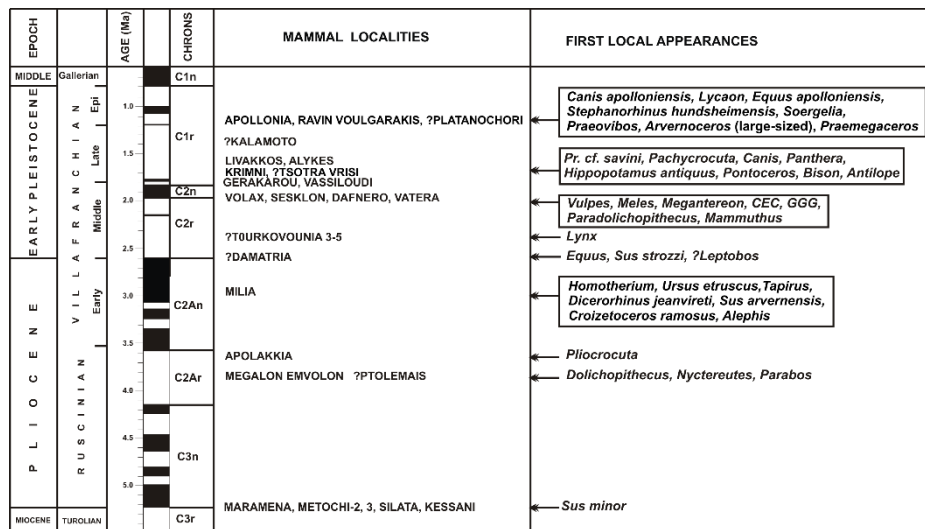 EPOCH AGE (Ma) CHRONS MAMMAL LOCALITIES FIRST LOCAL APPEARANCES
MIDDLE Gallerian C1n
EARLY PLEISTOCENE
PLIOCENE
MIOCENE
VILLAFRANCHIAN
Epi
Late
Middle
Early
RUSCINIAN
TUROLIAN
1.0
1.5
2.0
2.5
3.0
3.5
4.0
4.5
5.0
C1r
C2n
C2r
C2An
C2Ar
C3n
C3r
APOLLONIA, RAVIN VOULGARAKIS, ?PLATANOCHORI
?KALAMOTO
LIVAKKOS, ALYKES
KRIMNI, ?TSOTRA VRISI
GERAKAROU, VASSILOUDI
VOLAX, SESKLON, DAFNERO, VATERA
?T0URKOVOUNIA 3-5
?DAMATRIA
MILIA
APOLAKKIA
MEGALON EMVOLON ?PTOLEMAIS
MARAMENA, METOCHI-2, 3, SILATA, KESSANI
Canis apolloniensis, Lycaon, Equus apolloniensis,
Stephanorhinus hundsheimensis, Soergelia,
Praeovibos, Arvernoceros (large-sized), Praemegaceros
Pr. cf. savini, Pachycrocuta, Canis, Panthera,
Hippopotamus antiquus, Pontoceros, Bison, Antilope
Vulpes, Meles, Megantereon, CEC, GGG,
Paradolichopithecus, Mammuthus
Lynx
Equus, Sus strozzi, ?Leptobos
Homotherium, Ursus etruscus,Tapirus,
Dicerorhinus jeanvireti, Sus arvernensis,
Croizetoceros ramosus, Alephis
Pliocrocuta
Dolichopithecus, Nyctereutes, Parabos
Sus minor